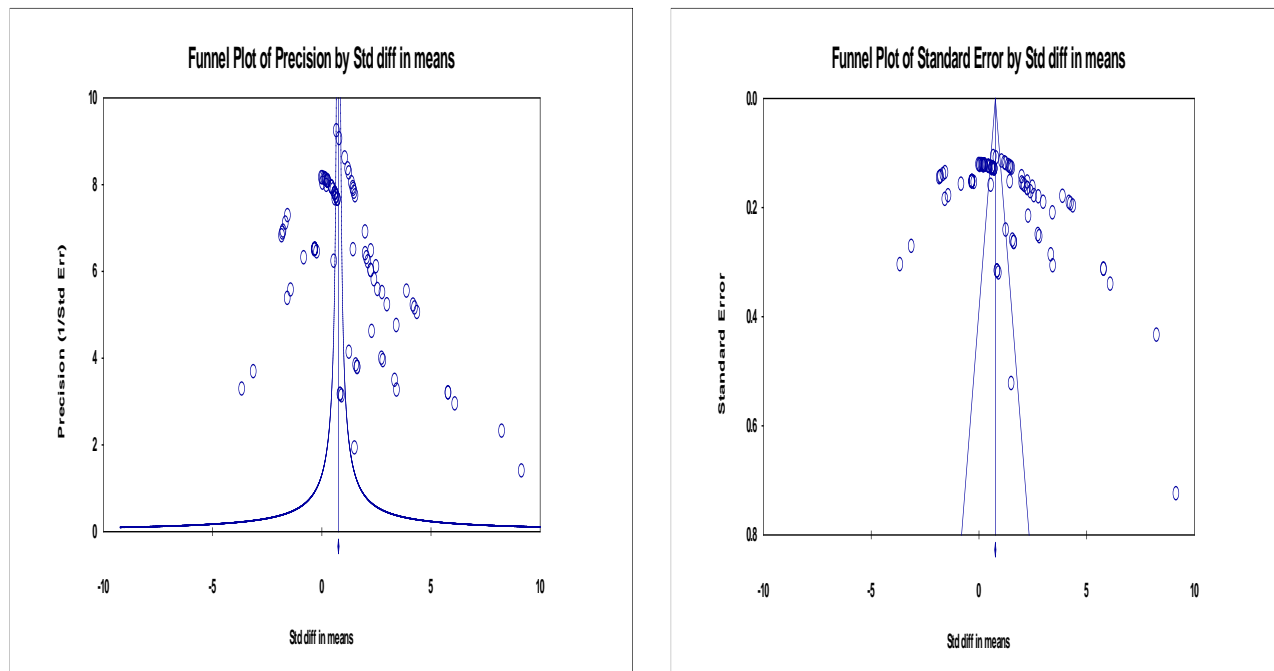 Funnel Plot of Precision by Std diff in means
10
8
6
4
2
0
Precision (1/Std Err)
-10 -5 0 5 10
Std diff in means
Funnel Plot of Standard Error by Std diff in means
0.0
0.2
0.4
0.6
0.8
Standard Error
-10 -5 0 5 10
Std diff in means